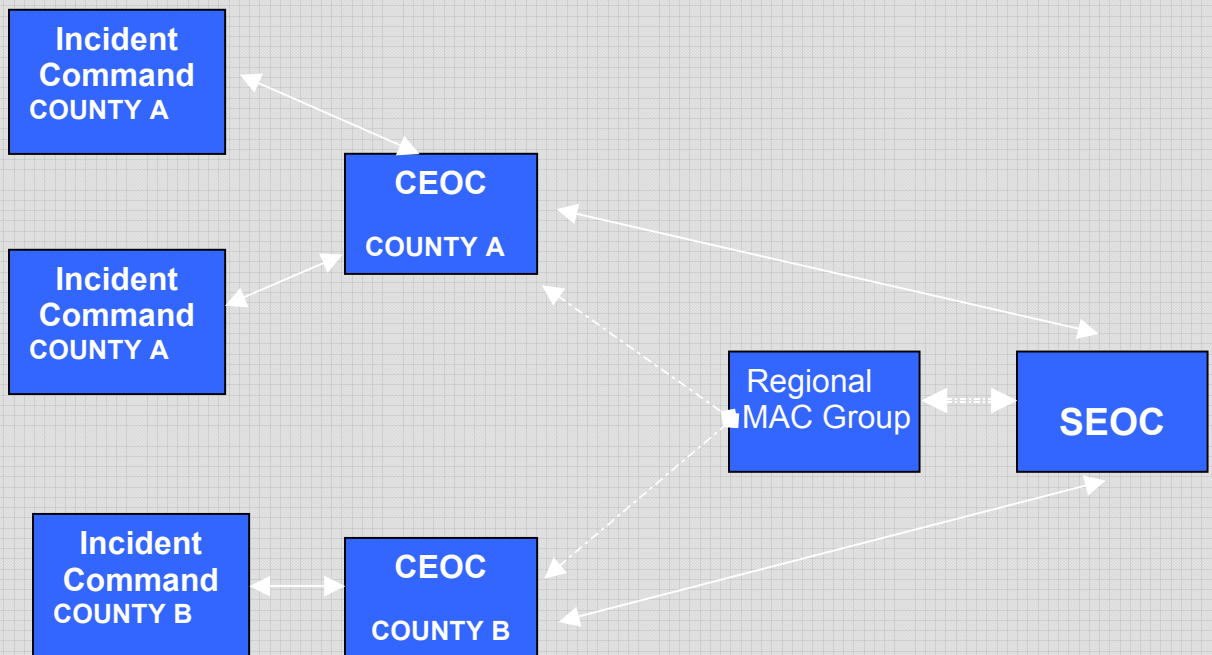 Incident
Command
COUNTY A
CEOC
COUNTY A
Incident
Command
COUNTY A
Regional
MAC Group
SEOC
Incident
Command
COUNTY B
CEOC
COUNTY B